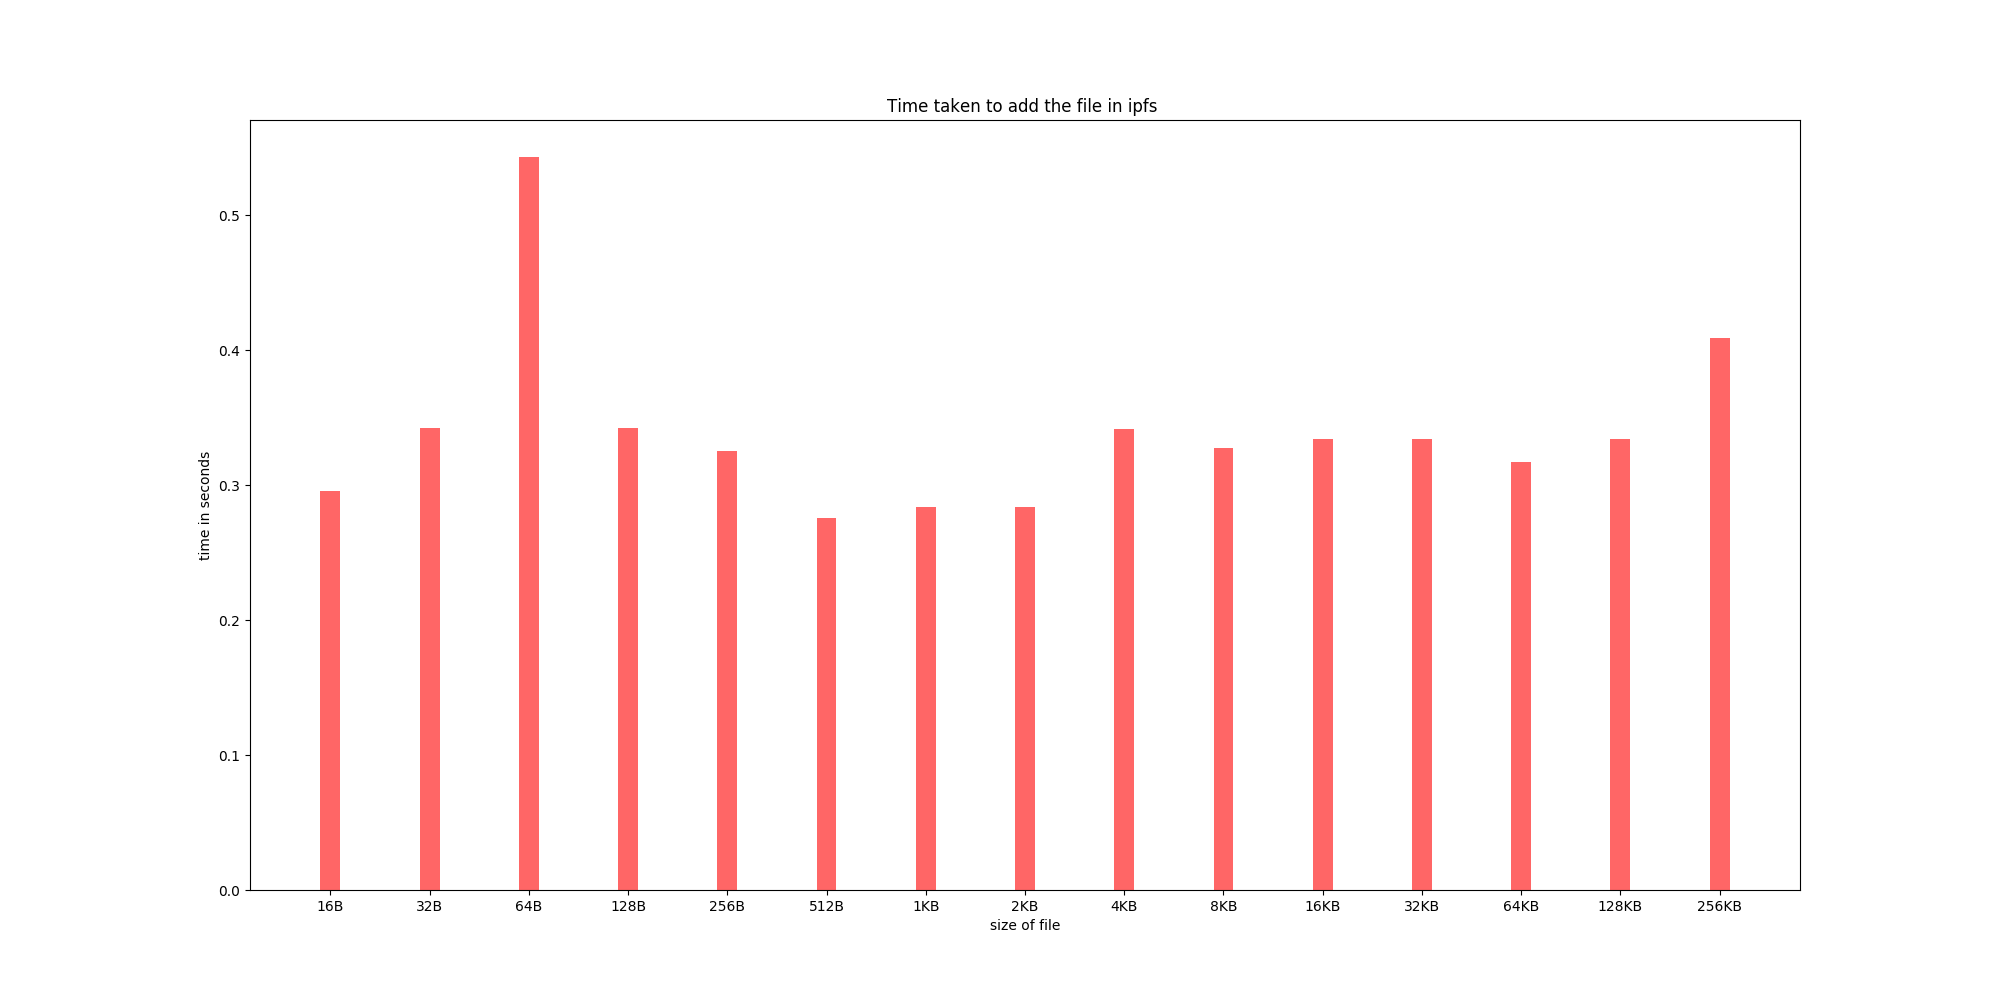 Time taken to add the file in ipfs
time in seconds
0.5
0.4
0.3
0.2
0.1
0.0
16B 32B 64B 128B 256B 512B 1KB 2KB 4KB 8KB 16KB 32KB 64KB 128KB 256KB
size of file